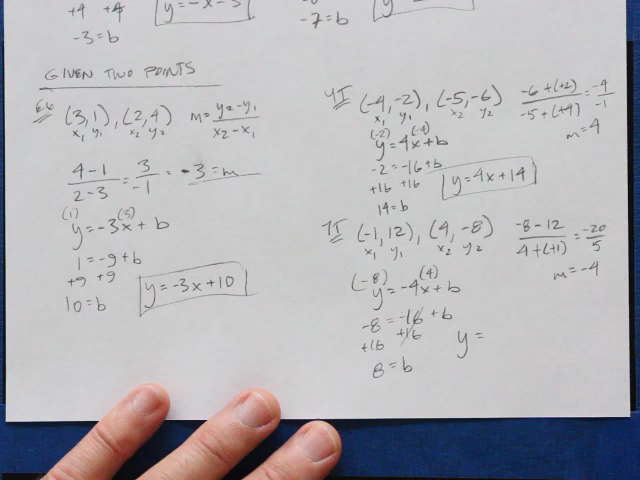 +4 +4
y=-x-3
-3=b
-7=b
GIVEN TWO POINTS
Ex (3,1), (2,4) m = y2-y1 / x2-x1
x1 y1 x2 y2
4-1 / 2-3 = 3 / -1 = -3 = m
(1) (3)
y=-3x+b
1=-9+b
+9 +9
10=b
y=-3x+10
YT (-4,-2), (-5,-6) -6+(+2) / -5+(+4) = -4 / -1
x1 y1 x2 y2
m=4
(-2) (-4)
y=4x+b
-2=-16+b
+16 +16
14=b
y=4x+14
YT (-1,12), (4,-8) -8-12 / 4+(+1) = -20 / 5
x1 y1 x2 y2
m=-4
(-8) (4)
y=-4x+b
-8=-16+b
+16 +16
8=b
y=